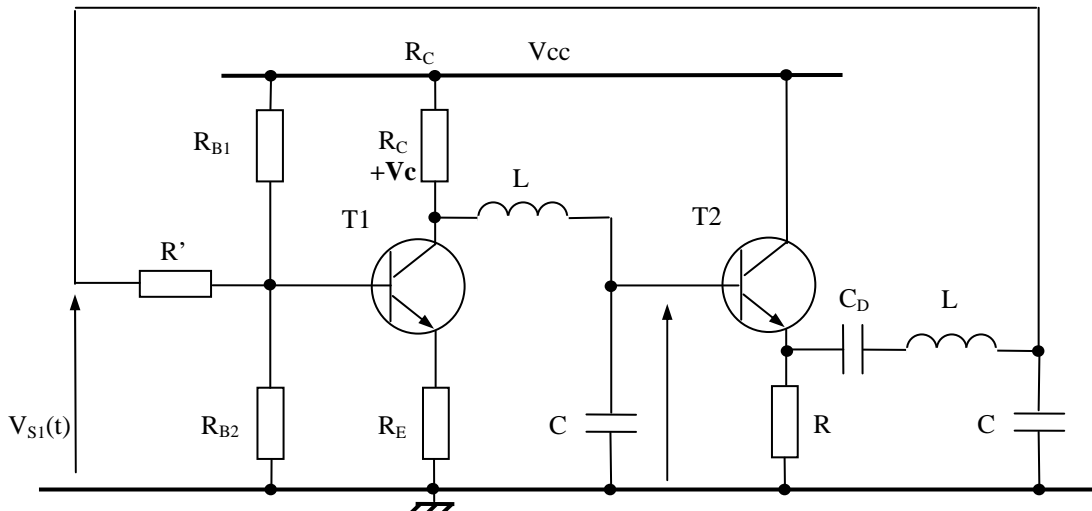 R_C Vcc
R_B1 R_C
+Vc
L
T1 T2
R’
C_D L
V_S1(t) R_B2 R_E C R C